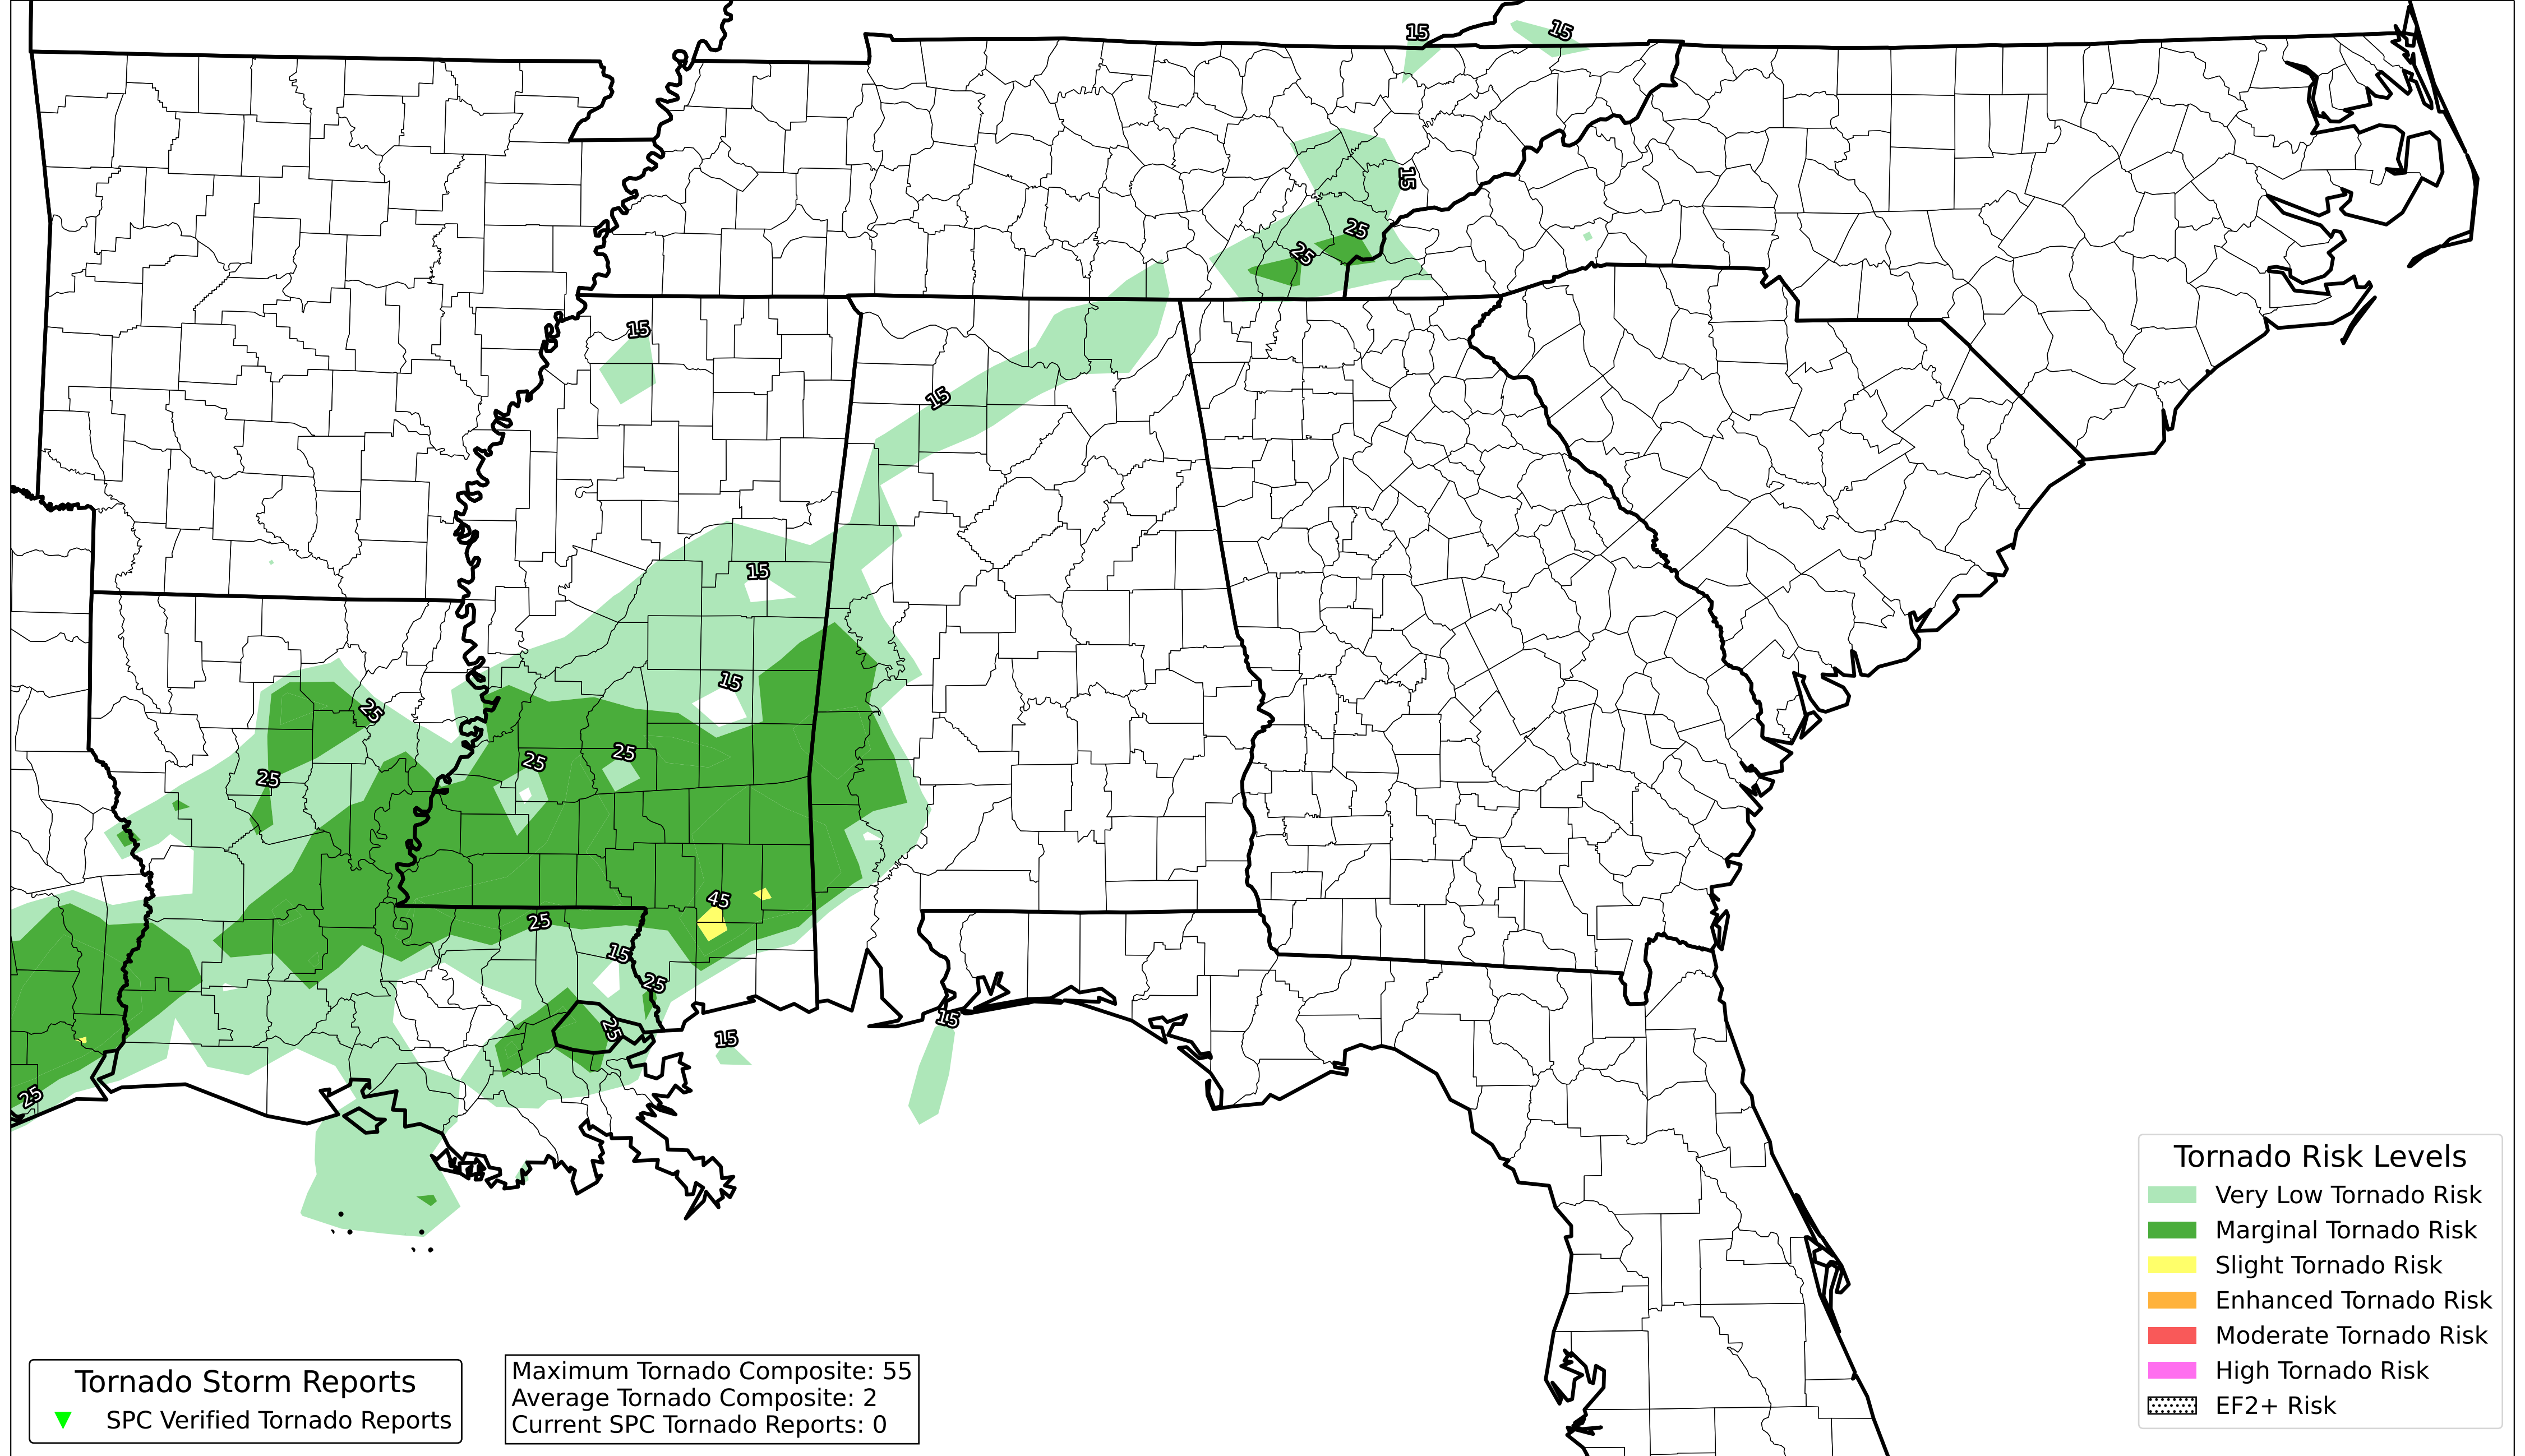 15
15
15
25
25
15
15
15
15
25
25
25
25
45
25
15
25
15
25
15
25
Tornado Risk Levels
Very Low Tornado Risk
Marginal Tornado Risk
Slight Tornado Risk
Enhanced Tornado Risk
Moderate Tornado Risk
High Tornado Risk
EF2+ Risk
Tornado Storm Reports
SPC Verified Tornado Reports
Maximum Tornado Composite: 55
Average Tornado Composite: 2
Current SPC Tornado Reports: 0